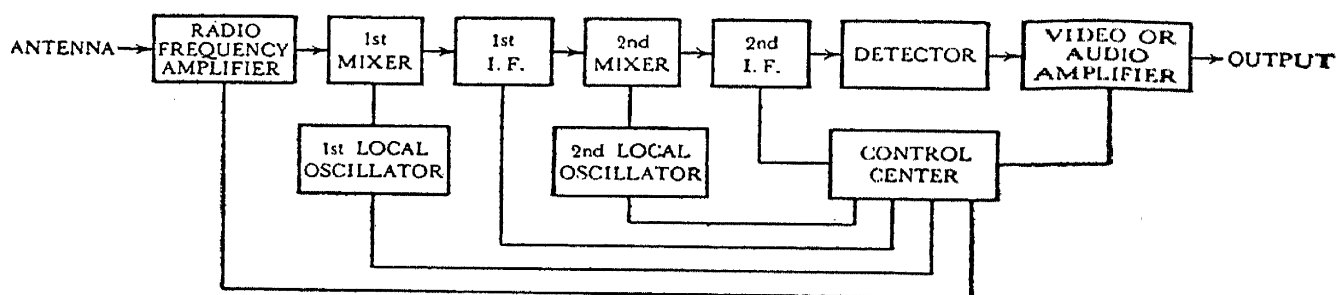 ANTENNA
RADIO
FREQUENCY
AMPLIFIER
1st
MIXER
1st
I. F.
2nd
MIXER
2nd
I. F.
DETECTOR
VIDEO OR
AUDIO
AMPLIFIER
OUTPUT
1st LOCAL
OSCILLATOR
2nd LOCAL
OSCILLATOR
CONTROL
CENTER